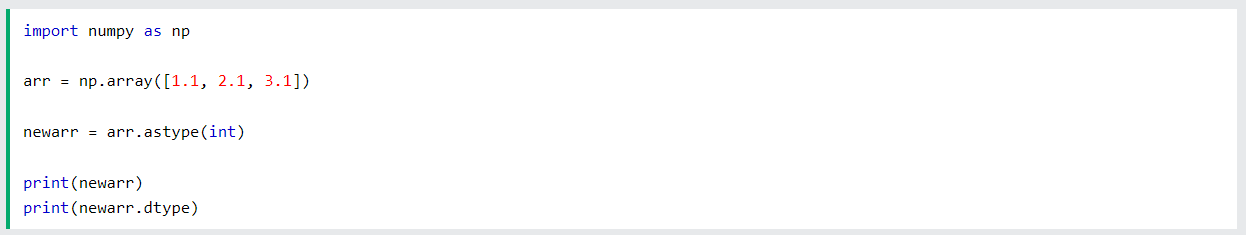 import numpy as np
arr = np.array([1.1, 2.1, 3.1])
newarr = arr.astype(int)
print(newarr)
print(newarr.dtype)